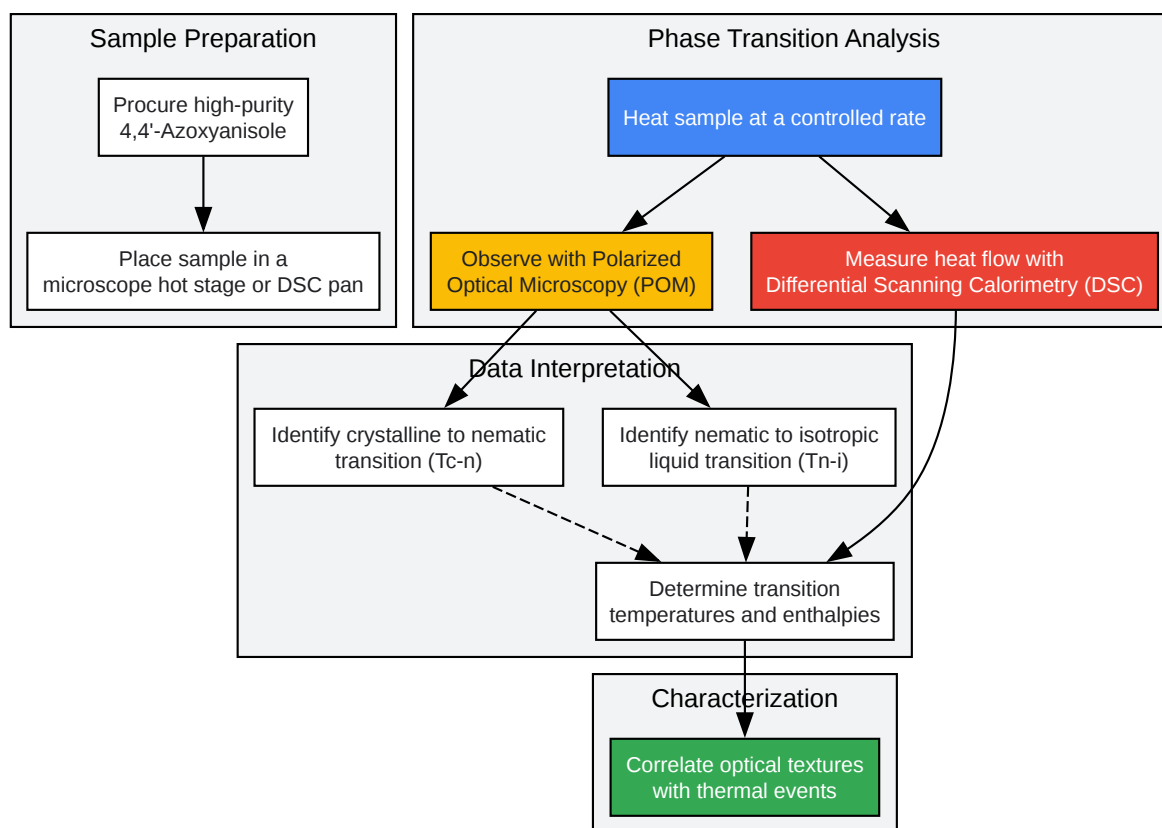 Sample Preparation
Procure high-purity
4,4'-Azoxyanisole
Place sample in a
microscope hot stage or DSC pan
Phase Transition Analysis
Heat sample at a controlled rate
Observe with Polarized
Optical Microscopy (POM)
Measure heat flow with
Differential Scanning Calorimetry (DSC)
Data Interpretation
Identify crystalline to nematic
transition (Tc-n)
Identify nematic to isotropic
liquid transition (Tn-i)
Determine transition
temperatures and enthalpies
Characterization
Correlate optical textures
with thermal events